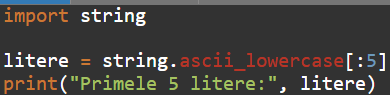 import string
litere = string.ascii_lowercase[:5]
print("Primele 5 litere:", litere)